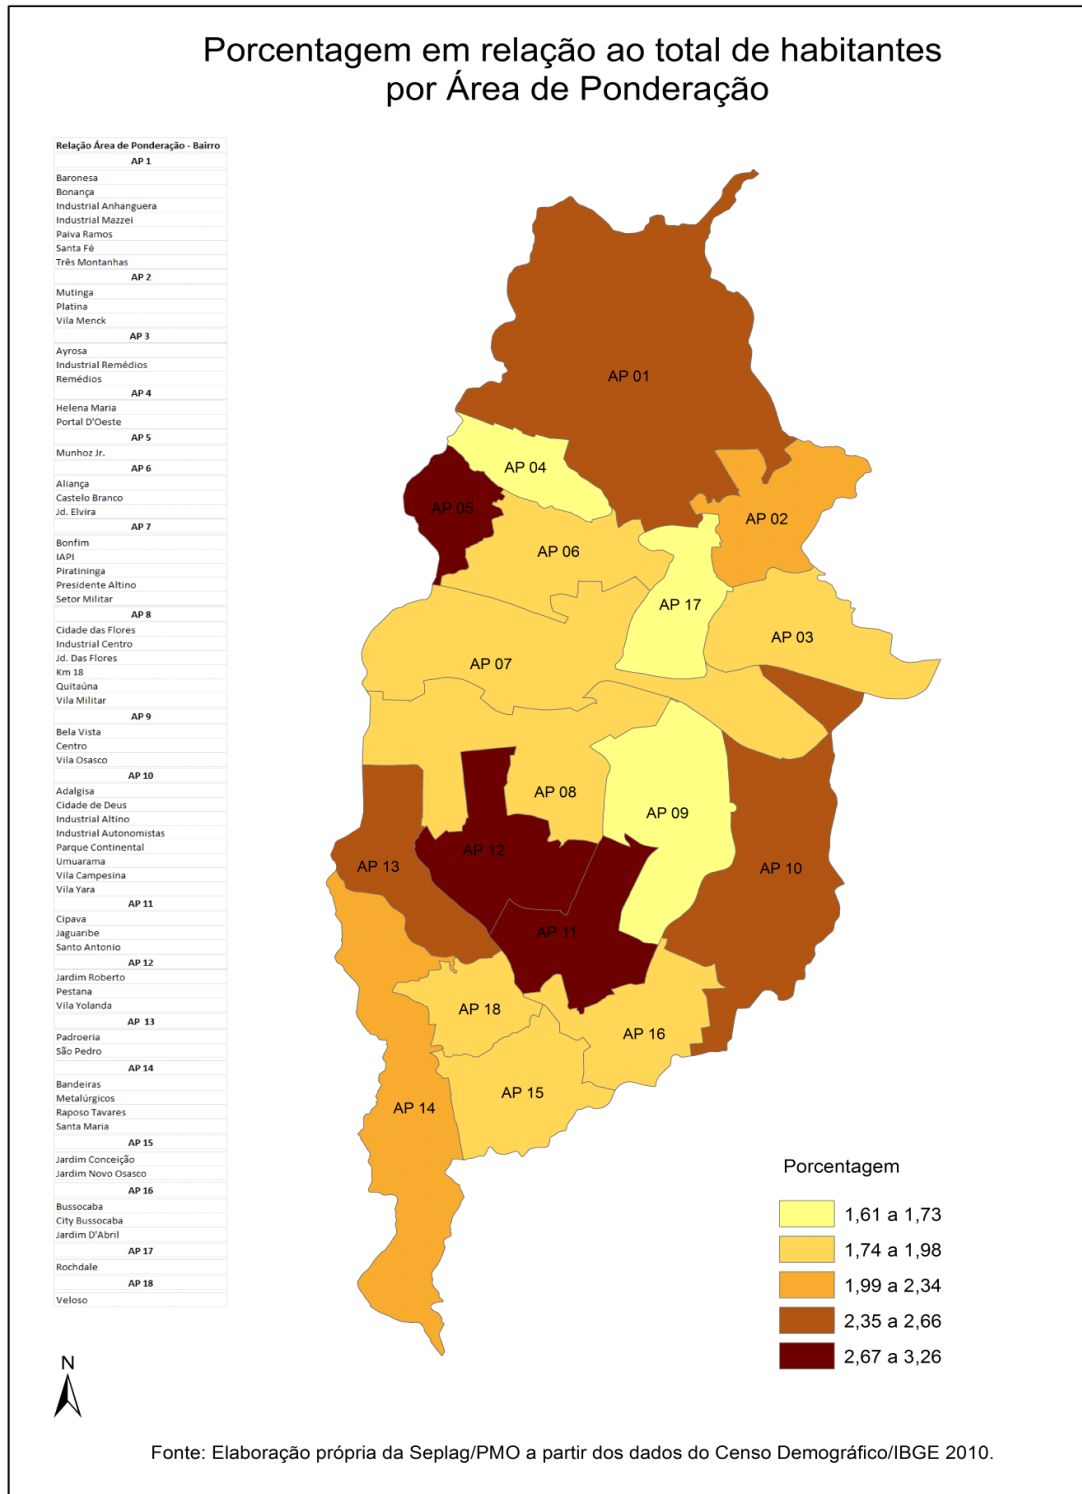 Porcentagem em relação ao total de habitantes
por Área de Ponderação
Relação Área de Ponderação - Bairro
AP 1
Baronesa
Bonança
Industrial Anhanguera
Industrial Mazzei
Paiva Ramos
Santa Fé
Três Montanhas
AP 2
Mutinga
Platina
Vila Menck
AP 3
Ayrosa
Industrial Remédios
Remédios
AP 4
Helena Maria
Portal D'Oeste
AP 5
Munhoz Jr.
AP 6
Aliança
Castelo Branco
Jd. Elvira
AP 7
Bonfim
IAPI
Piratininga
Presidente Altino
Setor Militar
AP 8
Cidade das Flores
Industrial Centro
Jd. Das Flores
Km 18
Quitaúna
Vila Militar
AP 9
Bela Vista
Centro
Vila Osasco
AP 10
Adalgisa
Cidade de Deus
Industrial Altino
Industrial Autonomistas
Parque Continental
Umuarama
Vila Campesina
Vila Yara
AP 11
Cipava
Jaguaribe
Santo Antonio
AP 12
Jardim Roberto
Pestana
Vila Yolanda
AP 13
Padroeria
São Pedro
AP 14
Bandeiras
Metalúrgicos
Raposo Tavares
Santa Maria
AP 15
Jardim Conceição
Jardim Novo Osasco
AP 16
Bussocaba
City Bussocaba
Jardim D'Abril
AP 17
Rochdale
AP 18
Veloso
AP 01
AP 04
AP 05
AP 02
AP 06
AP 17
AP 03
AP 07
AP 08
AP 09
AP 12
AP 13
AP 10
AP 11
AP 18
AP 16
AP 15
AP 14
Porcentagem
1,61 a 1,73
1,74 a 1,98
1,99 a 2,34
2,35 a 2,66
2,67 a 3,26
N
Fonte: Elaboração própria da Seplag/PMO a partir dos dados do Censo Demográfico/IBGE 2010.